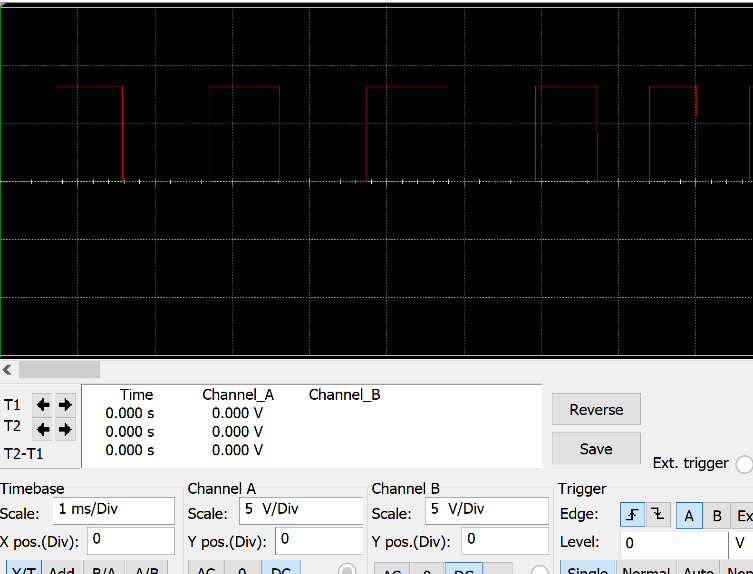 Time Channel_A Channel_B
T1 0.000 s 0.000 V
T2 0.000 s 0.000 V
T2-T1 0.000 s 0.000 V
Reverse
Save
Ext. trigger
Timebase Channel A Channel B Trigger
Scale: 1 ms/Div Scale: 5 V/Div Scale: 5 V/Div Edge: A B Ex
X pos.(Div): 0 Y pos.(Div): 0 Y pos.(Div): 0 Level: 0 V
Y/T Add B/A A/B AC 0 DC AC 0 DC Single Normal Auto Non